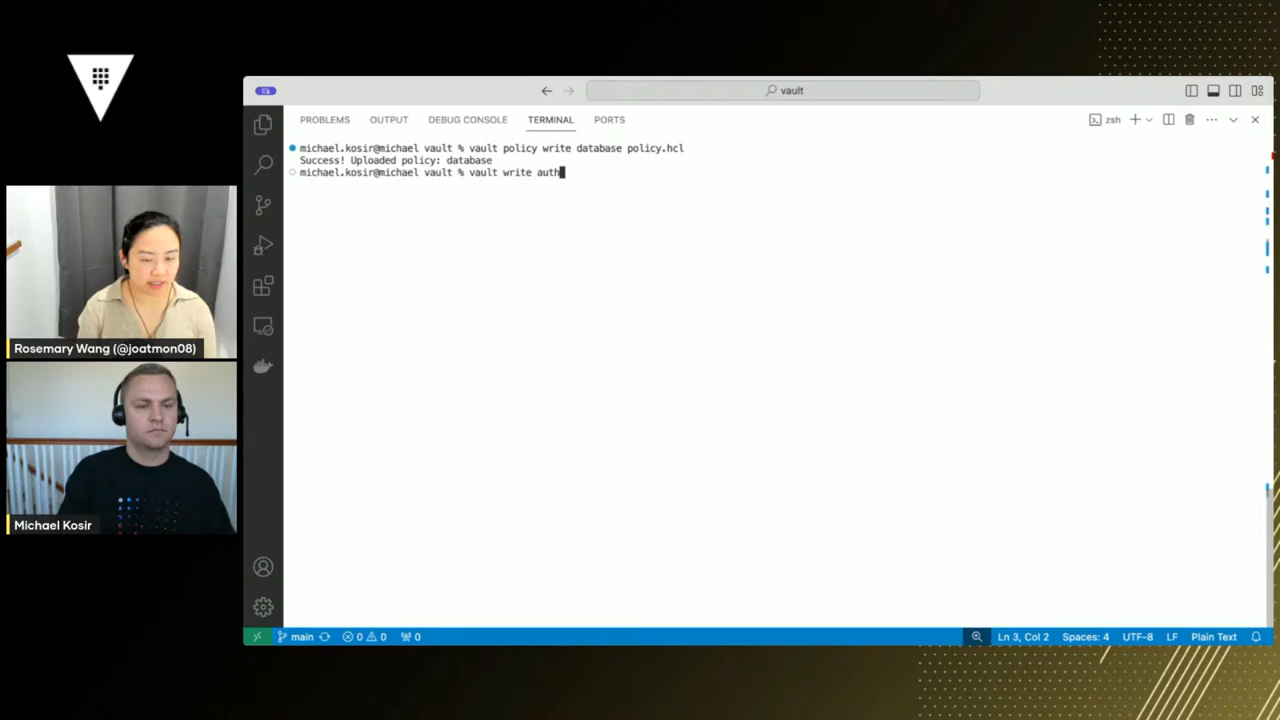 vault
PROBLEMS OUTPUT DEBUG CONSOLE TERMINAL PORTS zsh
michael.kosir@michael vault % vault policy write database policy.hcl
Success! Uploaded policy: database
michael.kosir@michael vault % vault write auth
Rosemary Wang (@joatmon08)
Michael Kosir
main 0 0 0 Ln 3, Col 2 Spaces: 4 UTF-8 LF Plain Text